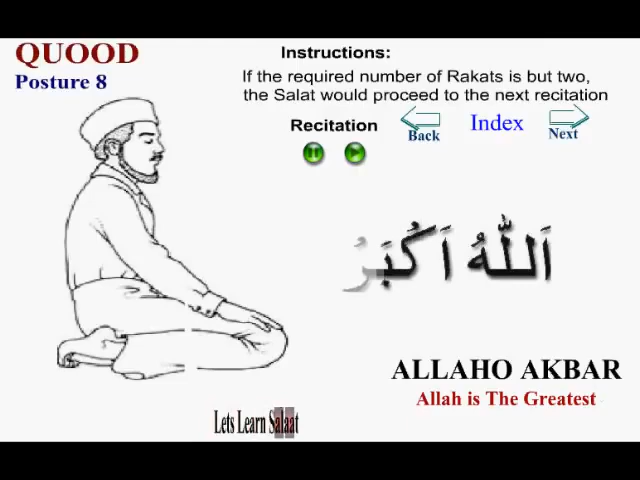 QUOOD
Posture 8
Instructions:
If the required number of Rakats is but two,
the Salat would proceed to the next recitation
Recitation
Back
Index
Next
اَللّٰهُ اَكْبَرُ
ALLAHO AKBAR
Allah is The Greatest
Lets Learn Salaat